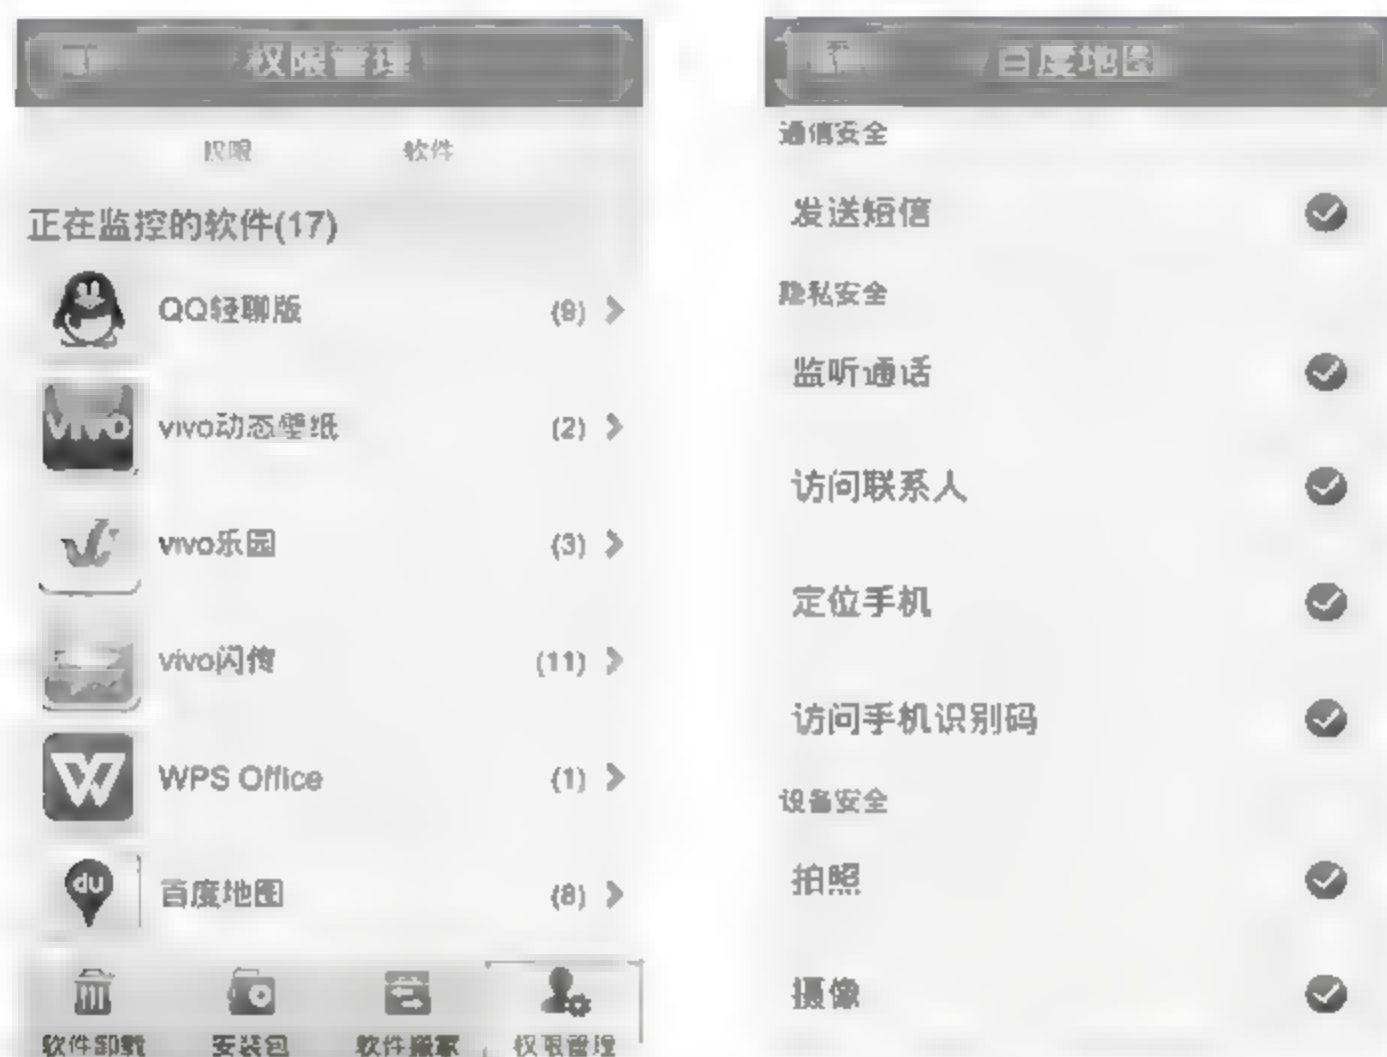 权限管理
权限 软件
正在监控的软件(17)
QQ轻聊版 (9)
vivo
vivo动态壁纸 (2)
vivo乐园 (3)
vivo闪传 (11)
W
WPS Office (1)
du
百度地图 (8)
软件卸载 安装包 软件搬家 权限管理
百度地图
通信安全
发送短信
隐私安全
监听通话
访问联系人
定位手机
访问手机识别码
设备安全
拍照
摄像